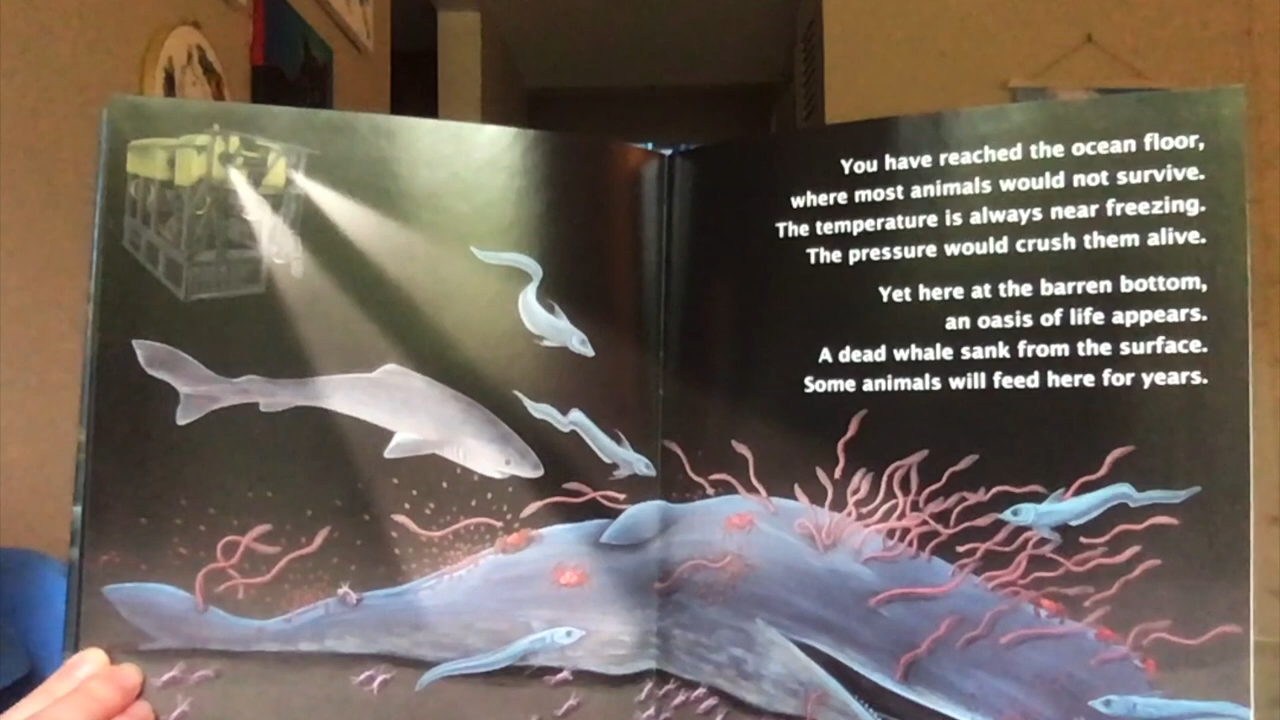 You have reached the ocean floor,
where most animals would not survive.
The temperature is always near freezing.
The pressure would crush them alive.
Yet here at the barren bottom,
an oasis of life appears.
A dead whale sank from the surface.
Some animals will feed here for years.